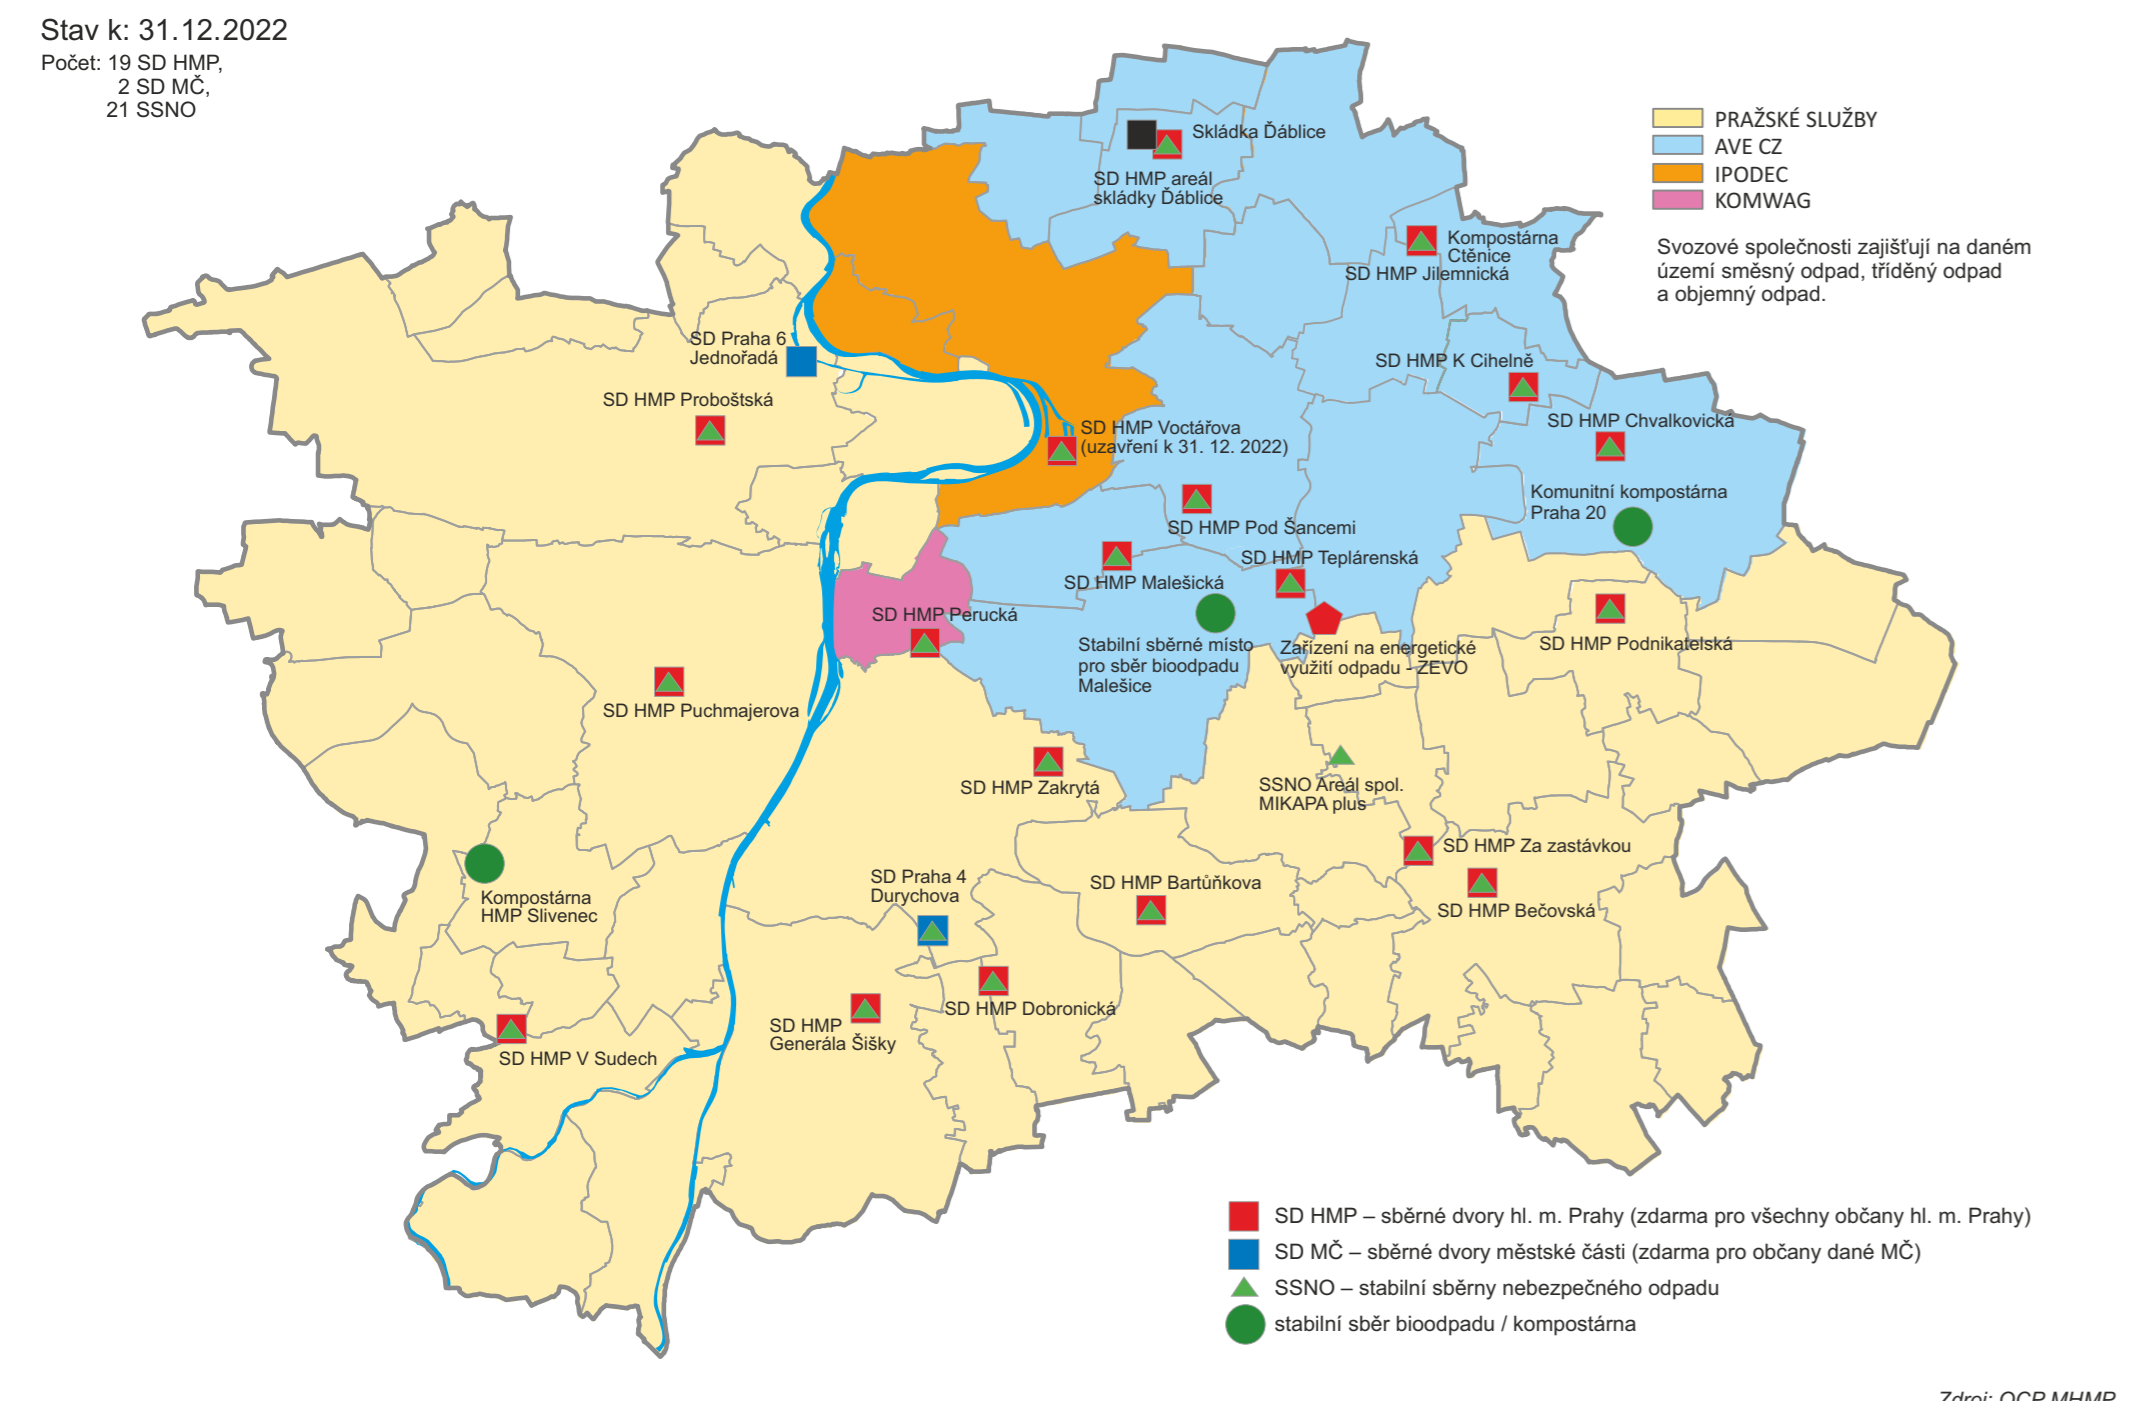 Stav k: 31.12.2022
Počet: 19 SD HMP,
2 SD MČ,
21 SSNO
PRAŽSKÉ SLUŽBY
AVE CZ
IPODEC
KOMWAG
Svozové společnosti zajišťují na daném
území směsný odpad, tříděný odpad
a objemný odpad.
Skládka Ďáblice
SD HMP areál
skládky Ďáblice
Kompostárna
Ctěnice
SD HMP Jilemnická
SD Praha 6
Jednořadá
SD HMP K Cihelně
SD HMP Proboštská
SD HMP Voctářova
(uzavření k 31. 12. 2022)
SD HMP Chvalkovická
Komunitní kompostárna
Praha 20
SD HMP Pod Šancemi
SD HMP Teplárenská
SD HMP Malešická
SD HMP Perucká
Stabilní sběrné místo
pro sběr bioodpadu
Malešice
Zařízení na energetické
využití odpadu - ZEVO
SD HMP Podnikatelská
SD HMP Puchmajerova
SD HMP Zakrytá
SSNO Areál spol.
MIKAPA plus
SD HMP Za zastávkou
SD Praha 4
Durychova
SD HMP Bartůňkova
SD HMP Bečovská
Kompostárna
HMP Slivenec
SD HMP Dobronická
SD HMP
Generála Šišky
SD HMP V Sudech
SD HMP – sběrné dvory hl. m. Prahy (zdarma pro všechny občany hl. m. Prahy)
SD MČ – sběrné dvory městské části (zdarma pro občany dané MČ)
SSNO – stabilní sběrny nebezpečného odpadu
stabilní sběr bioodpadu / kompostárna
Zdroj: OCP MHMP